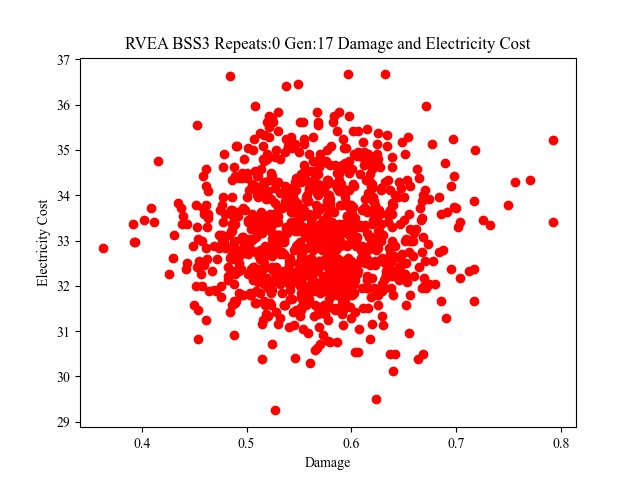 RVEA BSS3 Repeats:0 Gen:17 Damage and Electricity Cost
37
36
35
34
33
32
31
30
29
Electricity Cost
0.4 0.5 0.6 0.7 0.8
Damage